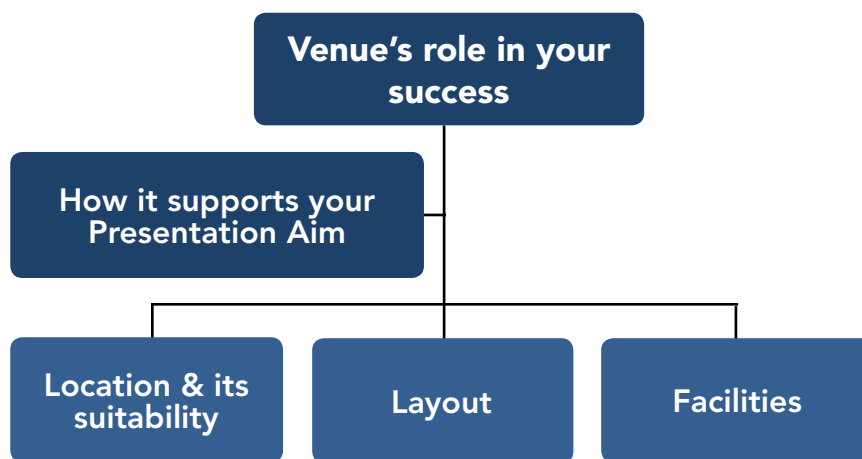 Venue’s role in your
success
How it supports your
Presentation Aim
Location & its
suitability
Layout
Facilities